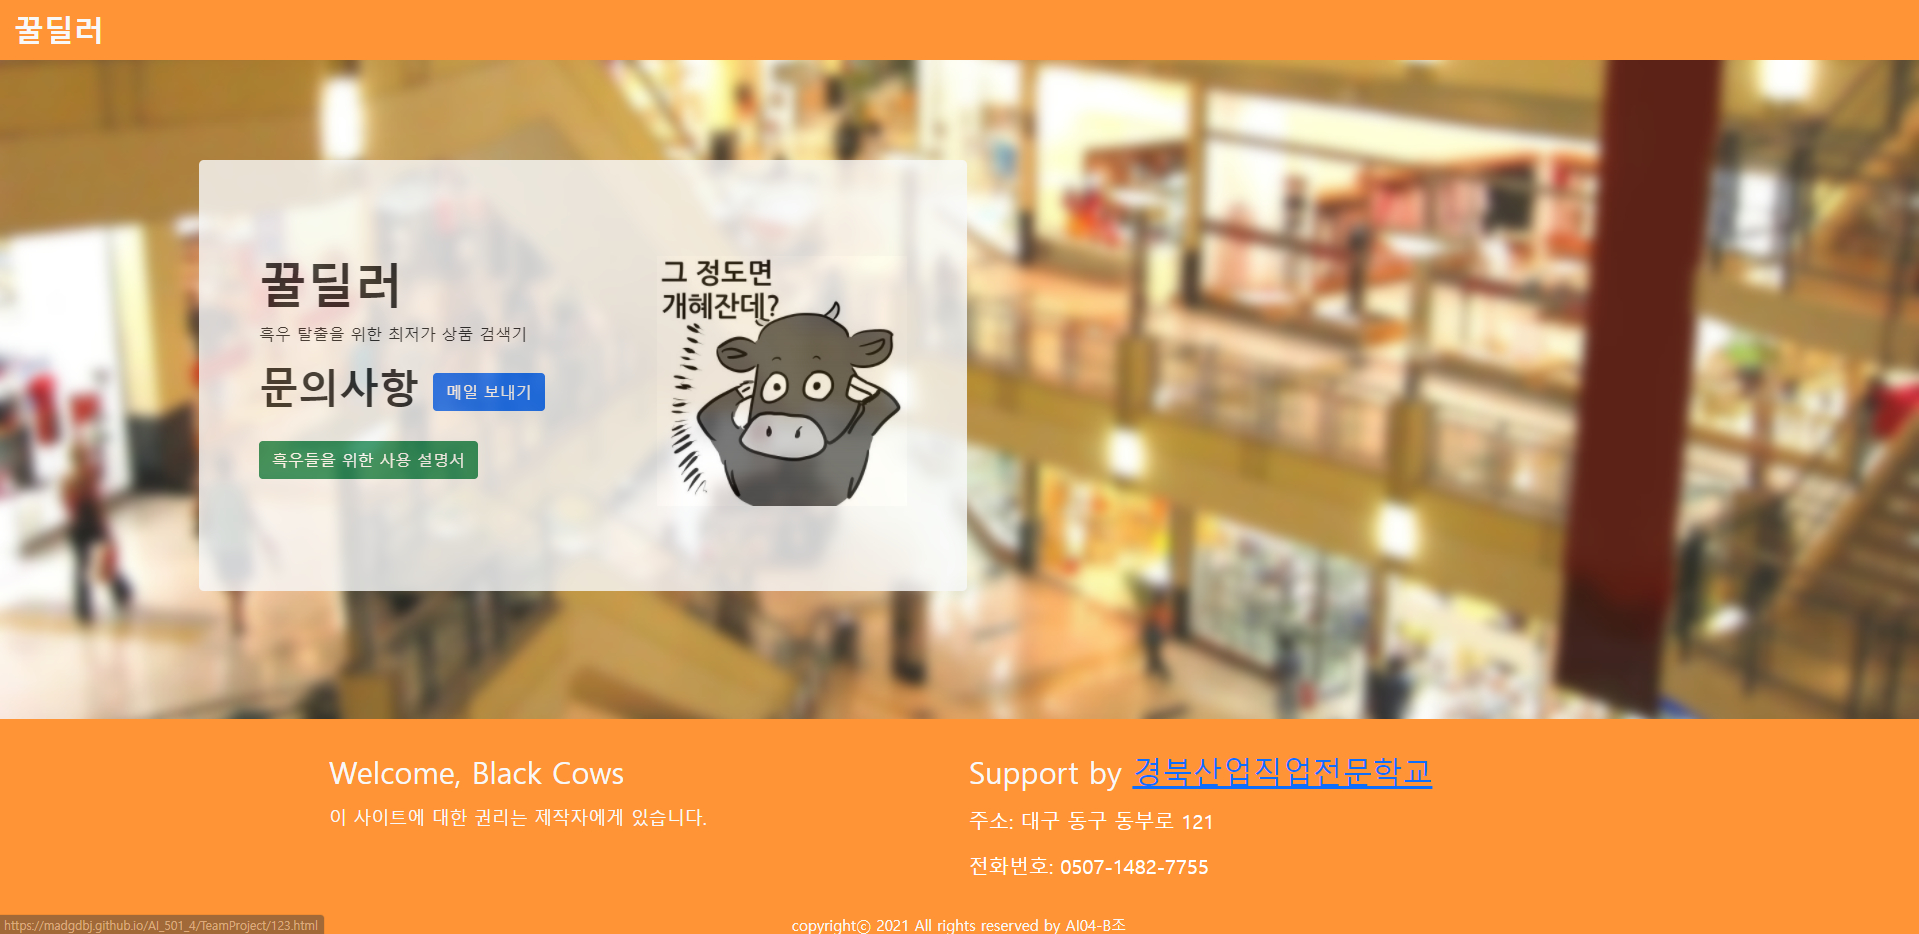 꿀딜러
꿀딜러
흑우 탈출을 위한 최저가 상품 검색기
문의사항 메일 보내기
흑우들을 위한 사용 설명서
그 정도면
개혜잔데?
Welcome, Black Cows
이 사이트에 대한 권리는 제작자에게 있습니다.
Support by 경북산업직업전문학교
주소: 대구 동구 동부로 121
전화번호: 0507-1482-7755
copyrightⓒ 2021 All rights reserved by AI04-B조
https://madgdbj.github.io/AI_501_4/TeamProject/123.html